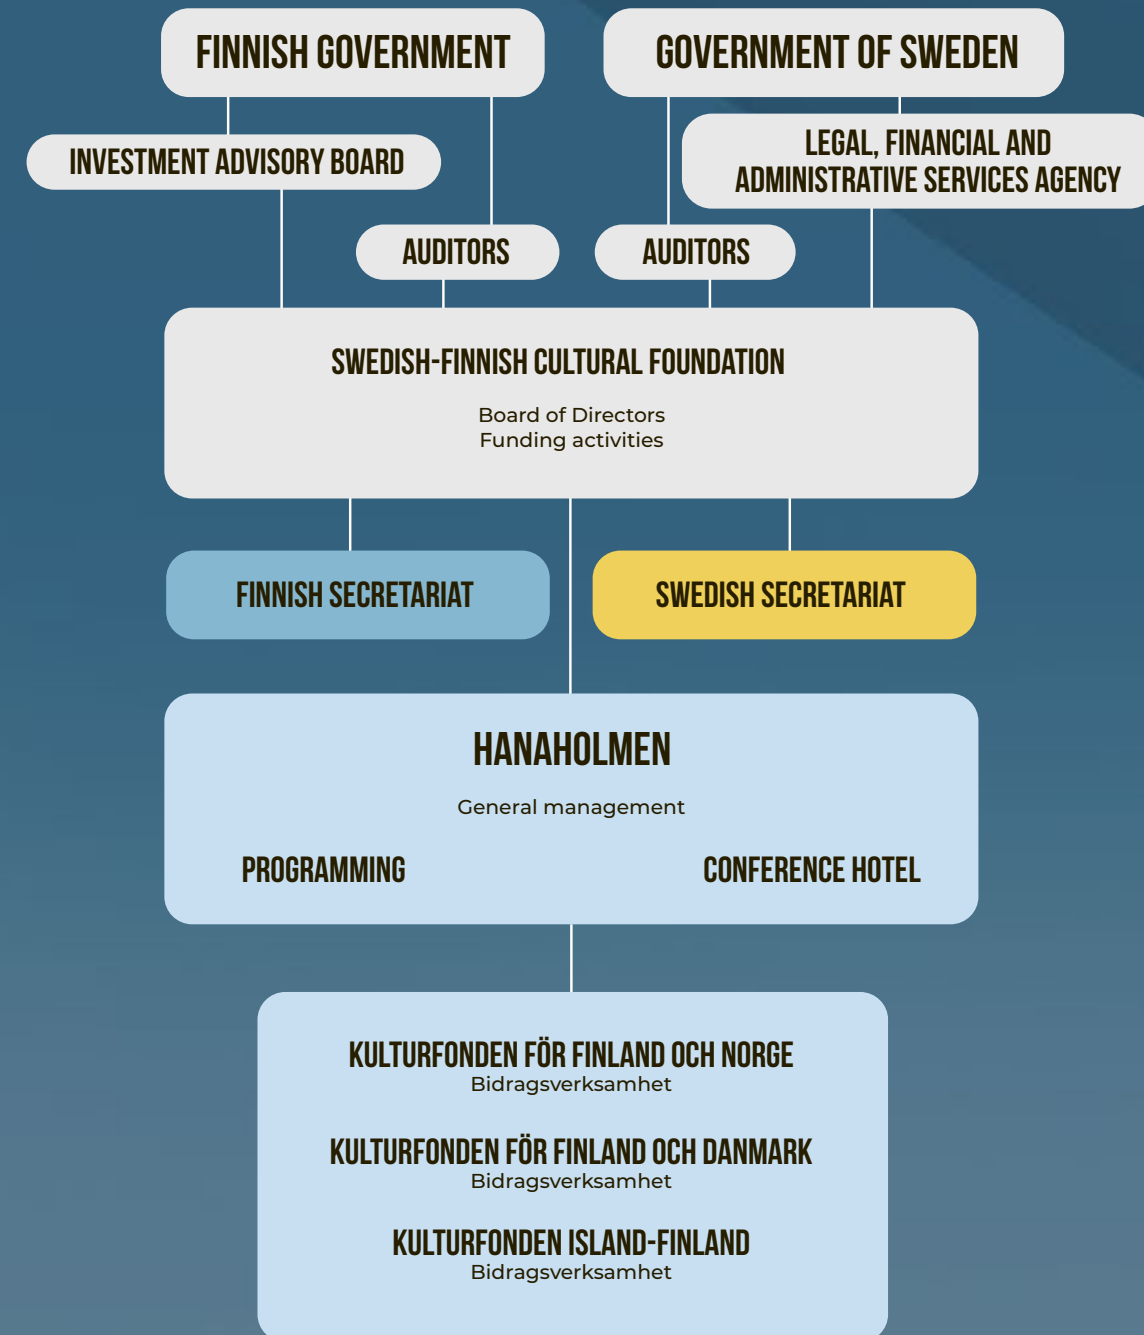 FINNISH GOVERNMENT
GOVERNMENT OF SWEDEN
INVESTMENT ADVISORY BOARD
LEGAL, FINANCIAL AND
ADMINISTRATIVE SERVICES AGENCY
AUDITORS
AUDITORS
SWEDISH-FINNISH CULTURAL FOUNDATION
Board of Directors
Funding activities
FINNISH SECRETARIAT
SWEDISH SECRETARIAT
HANAHOLMEN
General management
PROGRAMMING
CONFERENCE HOTEL
KULTURFONDEN FÖR FINLAND OCH NORGE
Bidragsverksamhet
KULTURFONDEN FÖR FINLAND OCH DANMARK
Bidragsverksamhet
KULTURFONDEN ISLAND-FINLAND
Bidragsverksamhet